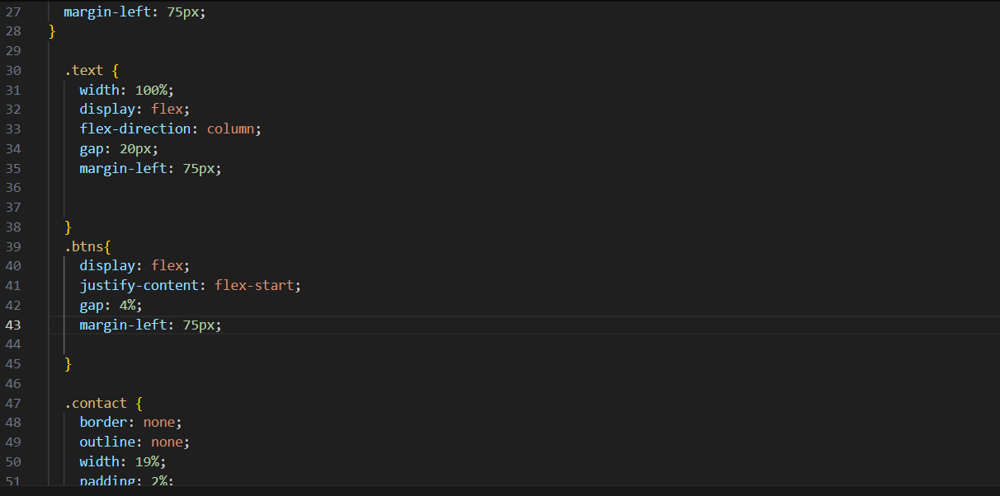 27 margin-left: 75px;
28 }
29
30 .text {
31 width: 100%;
32 display: flex;
33 flex-direction: column;
34 gap: 20px;
35 margin-left: 75px;
36
37
38 }
39 .btns{
40 display: flex;
41 justify-content: flex-start;
42 gap: 4%;
43 margin-left: 75px;
44
45 }
46
47 .contact {
48 border: none;
49 outline: none;
50 width: 19%;
51 padding: 2%;